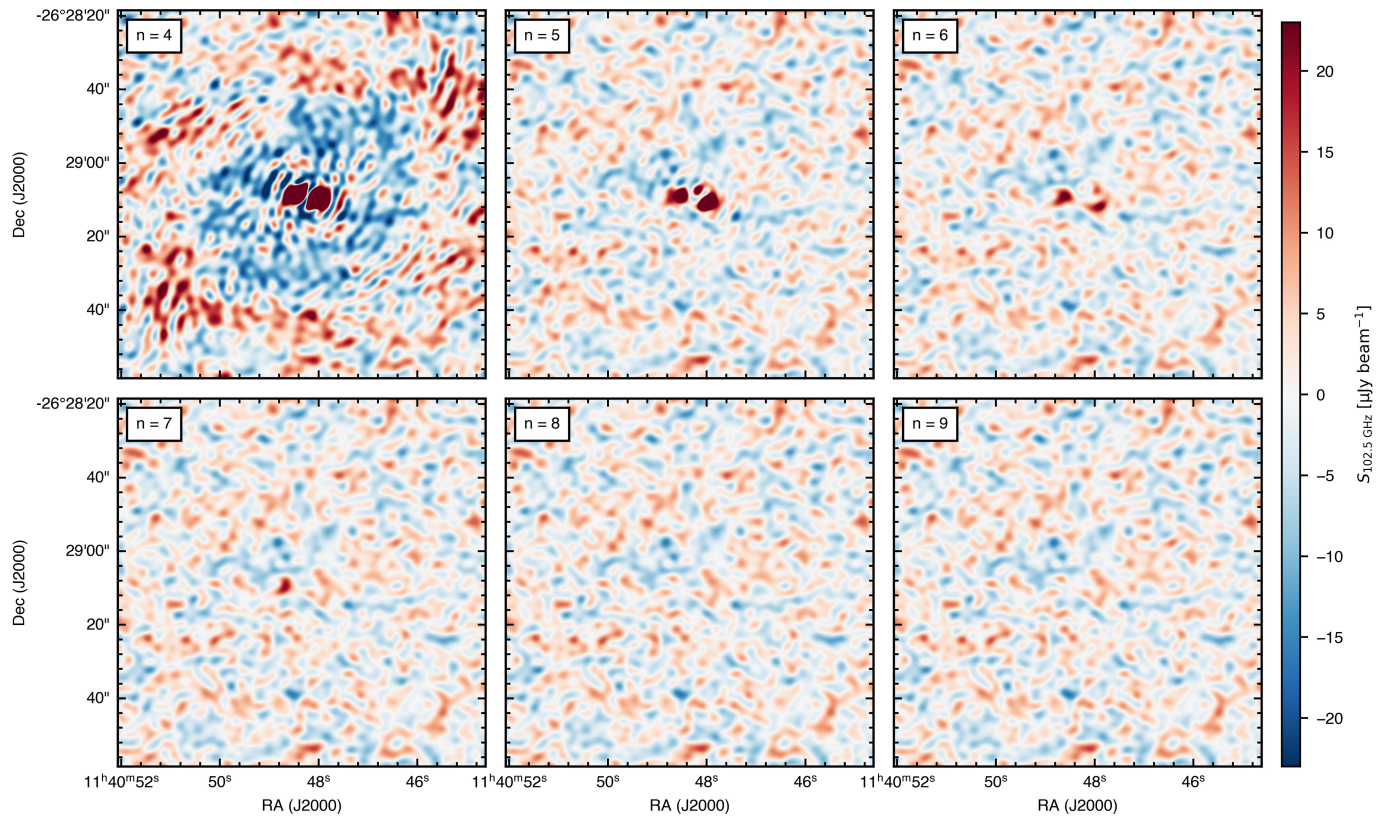 n = 4
n = 5
n = 6
-26°28'20"
40"
29'00"
20"
40"
Dec (J2000)
n = 7
n = 8
n = 9
-26°28'20"
40"
29'00"
20"
40"
Dec (J2000)
11ʰ40ᵐ52ˢ 50ˢ 48ˢ 46ˢ 11ʰ40ᵐ52ˢ 50ˢ 48ˢ 46ˢ 11ʰ40ᵐ52ˢ 50ˢ 48ˢ 46ˢ
RA (J2000) RA (J2000) RA (J2000)
20
15
10
5
0
−5
−10
−15
−20
S₁₀₂.₅ GHz [μJy beam⁻¹]